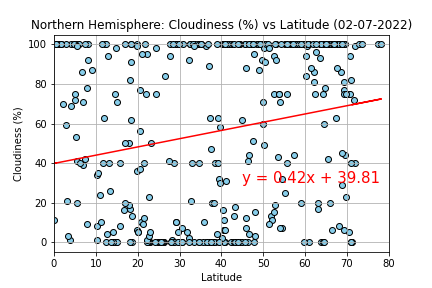 Northern Hemisphere: Cloudiness (%) vs Latitude (02-07-2022)
Cloudiness (%)
100
80
60
40
20
0
y = 0.42x + 39.81
0 10 20 30 40 50 60 70 80
Latitude